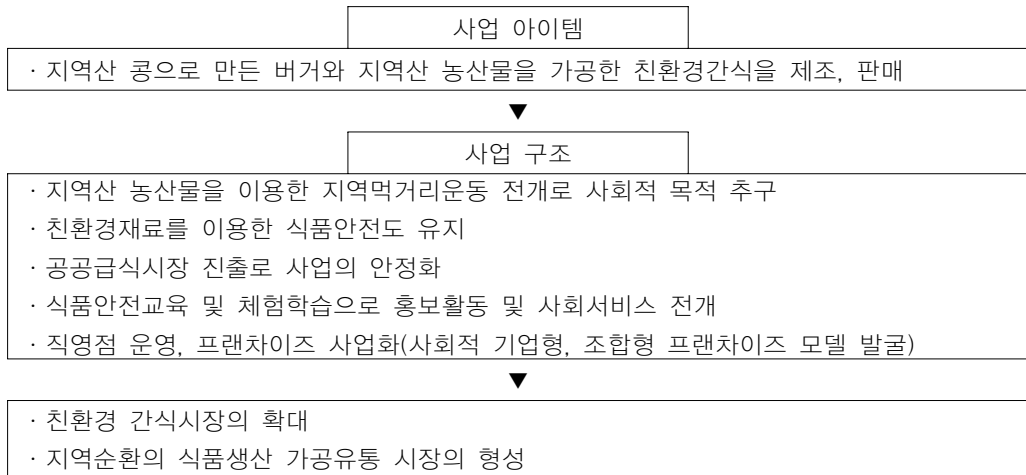 사업 아이템
· 지역산 콩으로 만든 버거와 지역산 농산물을 가공한 친환경간식을 제조, 판매
▼
사업 구조
· 지역산 농산물을 이용한 지역먹거리운동 전개로 사회적 목적 추구
· 친환경재료를 이용한 식품안전도 유지
· 공공급식시장 진출로 사업의 안정화
· 식품안전교육 및 체험학습으로 홍보활동 및 사회서비스 전개
· 직영점 운영, 프랜차이즈 사업화(사회적 기업형, 조합형 프랜차이즈 모델 발굴)
▼
· 친환경 간식시장의 확대
· 지역순환의 식품생산 가공유통 시장의 형성